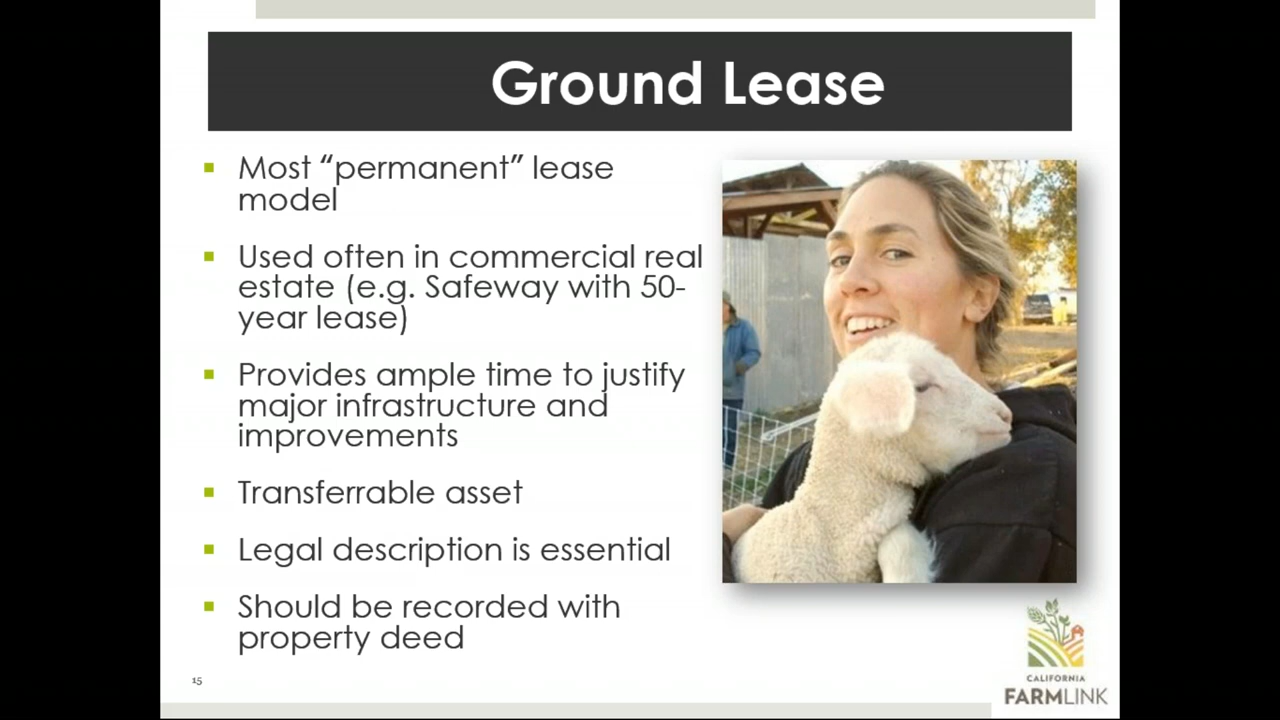 Ground Lease
Most “permanent” lease
model
Used often in commercial real
estate (e.g. Safeway with 50-
year lease)
Provides ample time to justify
major infrastructure and
improvements
Transferrable asset
Legal description is essential
Should be recorded with
property deed
15
CALIFORNIA
FARMLINK